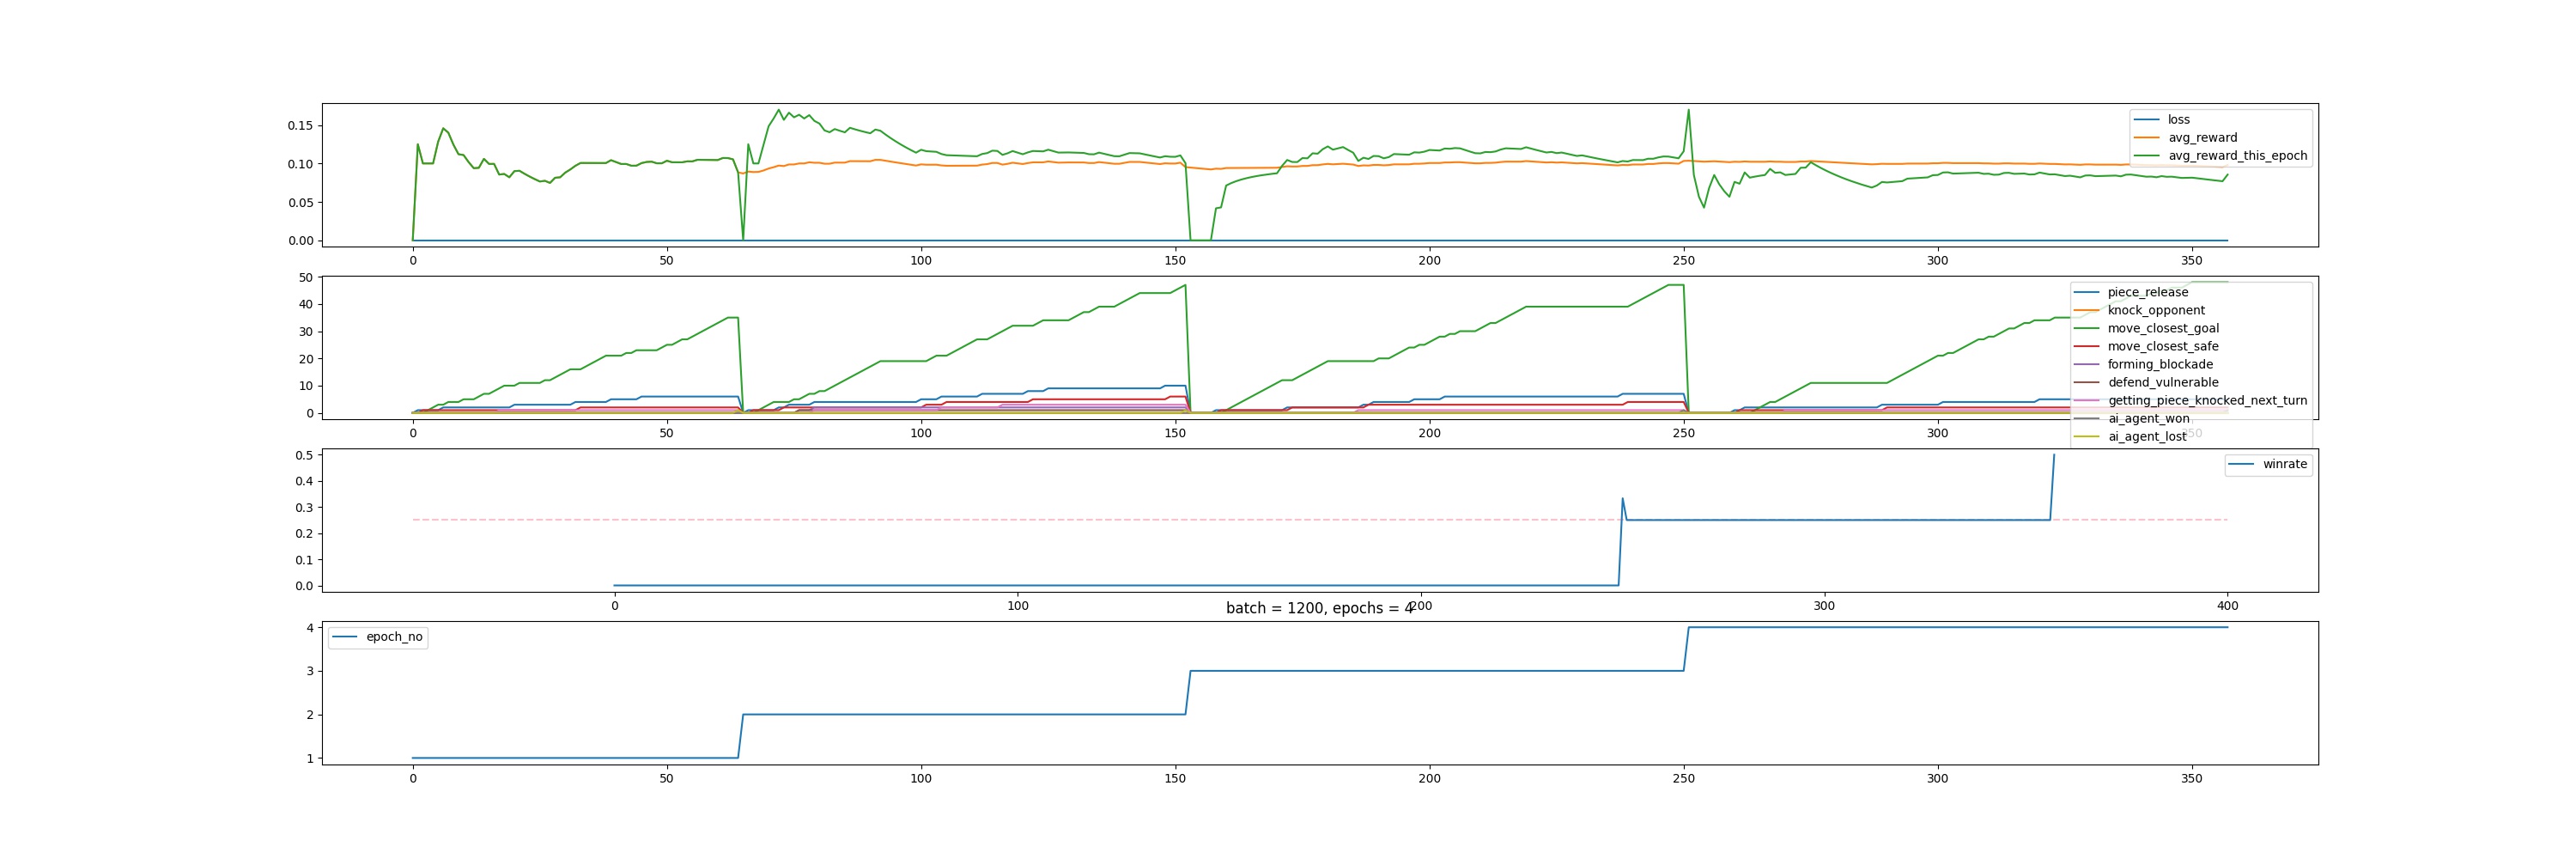 0.15
0.10
0.05
0.00
loss
avg_reward
avg_reward_this_epoch
0 50 100 150 200 250 300 350
50
40
30
20
10
0
piece_release
knock_opponent
move_closest_goal
move_closest_safe
forming_blockade
defend_vulnerable
getting_piece_knocked_next_turn
ai_agent_won
ai_agent_lost
0 50 100 150 200 250 300 350
0.5
0.4
0.3
0.2
0.1
0.0
winrate
0 100 200 300 400
batch = 1200, epochs = 4
4
3
2
1
epoch_no
0 50 100 150 200 250 300 350